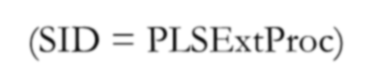 (SID = PLSExtProc)